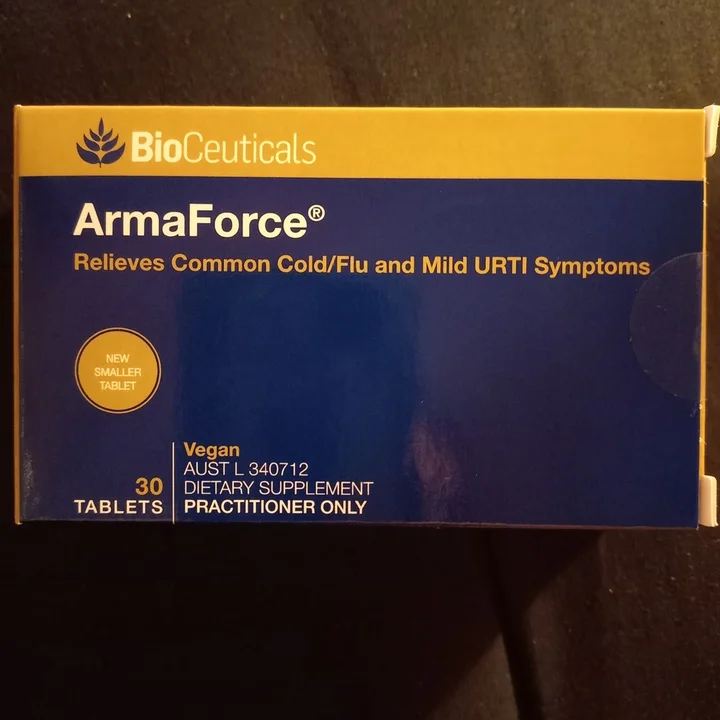 BioCeuticals
ArmaForce®
Relieves Common Cold/Flu and Mild URTI Symptoms
NEW
SMALLER
TABLET
30
TABLETS
Vegan
AUST L 340712
DIETARY SUPPLEMENT
PRACTITIONER ONLY